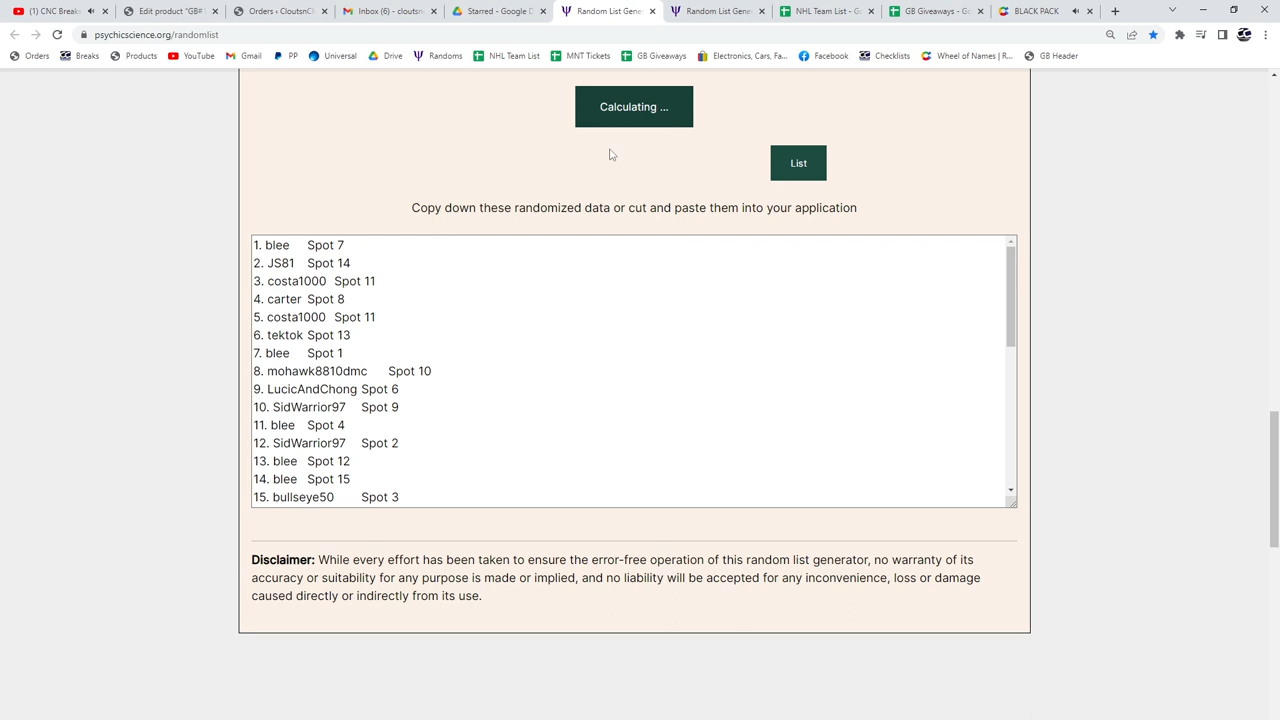 (1) CNC Break
Edit product "GB#
Orders ‹ CloutsnCh
Inbox (6) - cloutsn
Starred - Google D
Random List Gene
Random List Gene
NHL Team List - Go
GB Giveaways - Go
BLACK PACK
psychicscience.org/randomlist
Orders
Breaks
Products
YouTube
Gmail
PP
Universal
Drive
Randoms
NHL Team List
MNT Tickets
GB Giveaways
Electronics, Cars, Fa...
Facebook
Checklists
Wheel of Names | R...
GB Header
Calculating ...
List
Copy down these randomized data or cut and paste them into your application
1. blee Spot 7
2. JS81 Spot 14
3. costa1000 Spot 11
4. carter Spot 8
5. costa1000 Spot 11
6. tektok Spot 13
7. blee Spot 1
8. mohawk8810dmc Spot 10
9. LucicAndChong Spot 6
10. SidWarrior97 Spot 9
11. blee Spot 4
12. SidWarrior97 Spot 2
13. blee Spot 12
14. blee Spot 15
15. bullseye50 Spot 3
Disclaimer: While every effort has been taken to ensure the error-free operation of this random list generator, no warranty of its
accuracy or suitability for any purpose is made or implied, and no liability will be accepted for any inconvenience, loss or damage
caused directly or indirectly from its use.